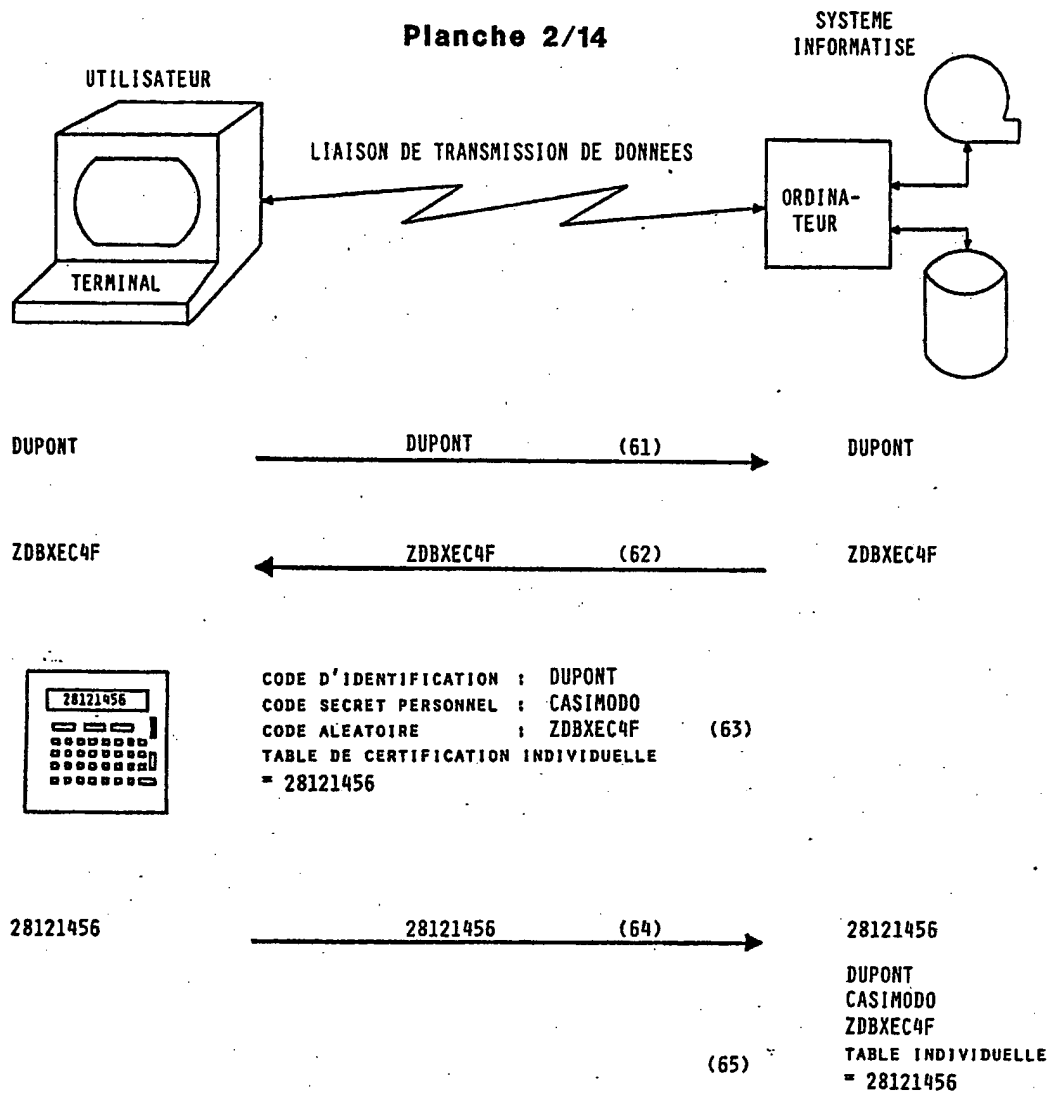 Planche 2/14
SYSTEME
INFORMATISE
UTILISATEUR
LIAISON DE TRANSMISSION DE DONNEES
ORDINA-
TEUR
TERMINAL
DUPONT DUPONT (61) DUPONT
ZDBXEC4F ZDBXEC4F (62) ZDBXEC4F
28121456
CODE D'IDENTIFICATION : DUPONT
CODE SECRET PERSONNEL : CASIMODO
CODE ALEATOIRE : ZDBXEC4F (63)
TABLE DE CERTIFICATION INDIVIDUELLE
= 28121456
28121456 28121456 (64) 28121456
DUPONT
CASIMODO
ZDBXEC4F
(65) TABLE INDIVIDUELLE
= 28121456